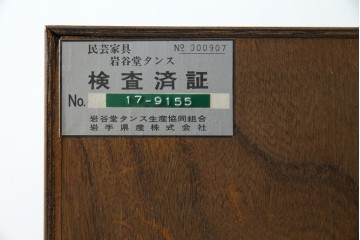 民芸家具 № 000907
岩谷堂タンス
検査済証
No. 17-9155
岩谷堂タンス生産協同組合
岩手県産株式会社